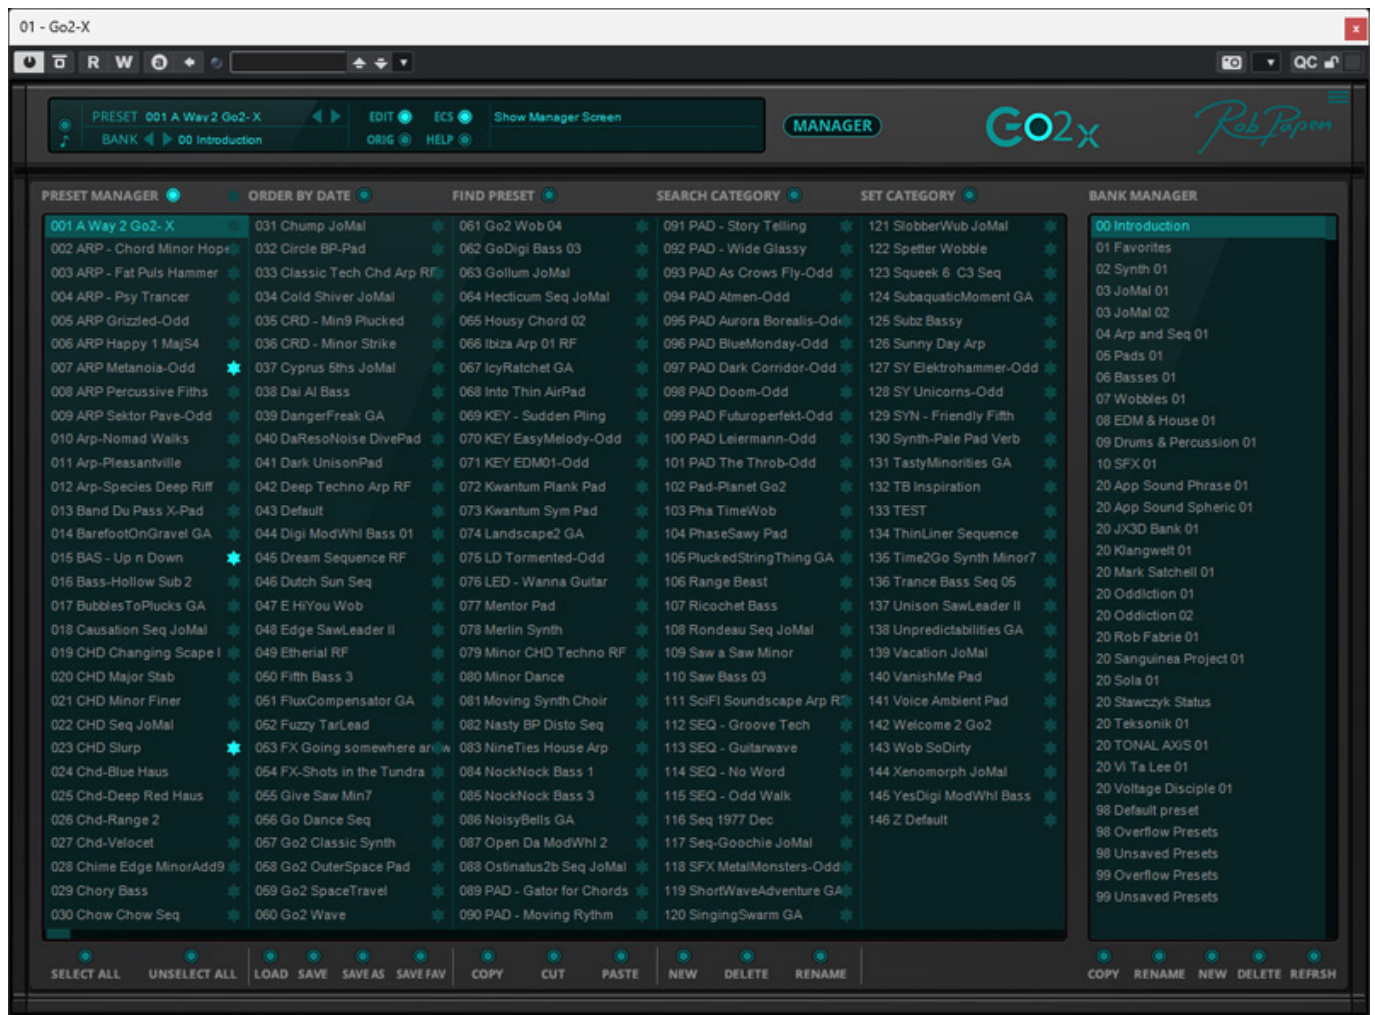 01 - Go2-X
x
R W QC
PRESET 001 A Way 2 Go2- X EDIT ECS Show Manager Screen
BANK 00 Introduction ORIG HELP
MANAGER
GO2X
Rob Papen
PRESET MANAGER ORDER BY DATE FIND PRESET SEARCH CATEGORY SET CATEGORY BANK MANAGER
001 A Way 2 Go2- X
002 ARP - Chord Minor Hope
003 ARP - Fat Puls Hammer
004 ARP - Psy Trancer
005 ARP Grizzled-Odd
006 ARP Happy 1 MajS4
007 ARP Metanoia-Odd
008 ARP Percussive Fiths
009 ARP Sektor Pave-Odd
010 Arp-Nomad Walks
011 Arp-Pleasantville
012 Arp-Species Deep Riff
013 Band Du Pass X-Pad
014 BarefootOnGravel GA
015 BAS - Up n Down
016 Bass-Hollow Sub 2
017 BubblesToPlucks GA
018 Causation Seq JoMal
019 CHD Changing Scape I
020 CHD Major Stab
021 CHD Minor Finer
022 CHD Seq JoMal
023 CHD Slurp
024 Chd-Blue Haus
025 Chd-Deep Red Haus
026 Chd-Range 2
027 Chd-Velocet
028 Chime Edge MinorAdd9
029 Chory Bass
030 Chow Chow Seq
031 Chump JoMal
032 Circle BP-Pad
033 Classic Tech Chd Arp RF
034 Cold Shiver JoMal
035 CRD - Min9 Plucked
036 CRD - Minor Strike
037 Cyprus 5ths JoMal
038 Dai Al Bass
039 DangerFreak GA
040 DaResoNoise DivePad
041 Dark UnisonPad
042 Deep Techno Arp RF
043 Default
044 Digi ModWhl Bass 01
045 Dream Sequence RF
046 Dutch Sun Seq
047 E HiYou Wob
048 Edge SawLeader II
049 Etherial RF
050 Fifth Bass 3
051 FluxCompensator GA
052 Fuzzy TarLead
053 FX Going somewhere are w
054 FX-Shots in the Tundra
055 Give Saw Min7
056 Go Dance Seq
057 Go2 Classic Synth
058 Go2 OuterSpace Pad
059 Go2 SpaceTravel
060 Go2 Wave
061 Go2 Wob 04
062 GoDigi Bass 03
063 Gollum JoMal
064 Hecticum Seq JoMal
065 Housy Chord 02
066 Ibiza Arp 01 RF
067 IcyRatchet GA
068 Into Thin AirPad
069 KEY - Sudden Pling
070 KEY EasyMelody-Odd
071 KEY EDM01-Odd
072 Kwantum Plank Pad
073 Kwantum Sym Pad
074 Landscape2 GA
075 LD Tormented-Odd
076 LED - Wanna Guitar
077 Mentor Pad
078 Merlin Synth
079 Minor CHD Techno RF
080 Minor Dance
081 Moving Synth Choir
082 Nasty BP Disto Seq
083 NineTies House Arp
084 NockNock Bass 1
085 NockNock Bass 3
086 NoisyBells GA
087 Open Da ModWhl 2
088 Ostinatus2b Seq JoMal
089 PAD - Gator for Chords
090 PAD - Moving Rythm
091 PAD - Story Telling
092 PAD - Wide Glassy
093 PAD As Crows Fly-Odd
094 PAD Atmen-Odd
095 PAD Aurora Borealis-Odd
096 PAD BlueMonday-Odd
097 PAD Dark Corridor-Odd
098 PAD Doom-Odd
099 PAD Futuroperfekt-Odd
100 PAD Leiermann-Odd
101 PAD The Throb-Odd
102 Pad-Planet Go2
103 Pha TimeWob
104 PhaseSawy Pad
105 PluckedStringThing GA
106 Range Beast
107 Ricochet Bass
108 Rondeau Seq JoMal
109 Saw a Saw Minor
110 Saw Bass 03
111 SciFI Soundscape Arp R
112 SEQ - Groove Tech
113 SEQ - Guitarwave
114 SEQ - No Word
115 SEQ - Odd Walk
116 Seq 1977 Dec
117 Seq-Goochie JoMal
118 SFX MetalMonsters-Odd
119 ShortWaveAdventure GA
120 SingingSwarm GA
121 SlobberWub JoMal
122 Spetter Wobble
123 Squeek 6 C3 Seq
124 SubaquaticMoment GA
125 Subz Bassy
126 Sunny Day Arp
127 SY Elektrohammer-Odd
128 SY Unicorns-Odd
129 SYN - Friendly Fifth
130 Synth-Pale Pad Verb
131 TastyMinorities GA
132 TB Inspiration
133 TEST
134 ThinLiner Sequence
135 Time2Go Synth Minor7
136 Trance Bass Seq 05
137 Unison SawLeader II
138 Unpredictabilities GA
139 Vacation JoMal
140 VanishMe Pad
141 Voice Ambient Pad
142 Welcome 2 Go2
143 Wob SoDirty
144 Xenomorph JoMal
145 YesDigi ModWhl Bass
146 Z Default
00 Introduction
01 Favorites
02 Synth 01
03 JoMal 01
03 JoMal 02
04 Arp and Seq 01
05 Pads 01
06 Basses 01
07 Wobbles 01
08 EDM & House 01
09 Drums & Percussion 01
10 SFX 01
20 App Sound Phrase 01
20 App Sound Spheric 01
20 JX3D Bank 01
20 Klangwelt 01
20 Mark Satchell 01
20 Oddiction 01
20 Oddiction 02
20 Rob Fabrie 01
20 Sanguinea Project 01
20 Sola 01
20 Stawczyk Status
20 Teksonik 01
20 TONAL AXiS 01
20 Vi Ta Lee 01
20 Voltage Disciple 01
98 Default preset
98 Overflow Presets
98 Unsaved Presets
99 Overflow Presets
99 Unsaved Presets
SELECT ALL UNSELECT ALL LOAD SAVE SAVE AS SAVE FAV COPY CUT PASTE NEW DELETE RENAME COPY RENAME NEW DELETE REFRSH